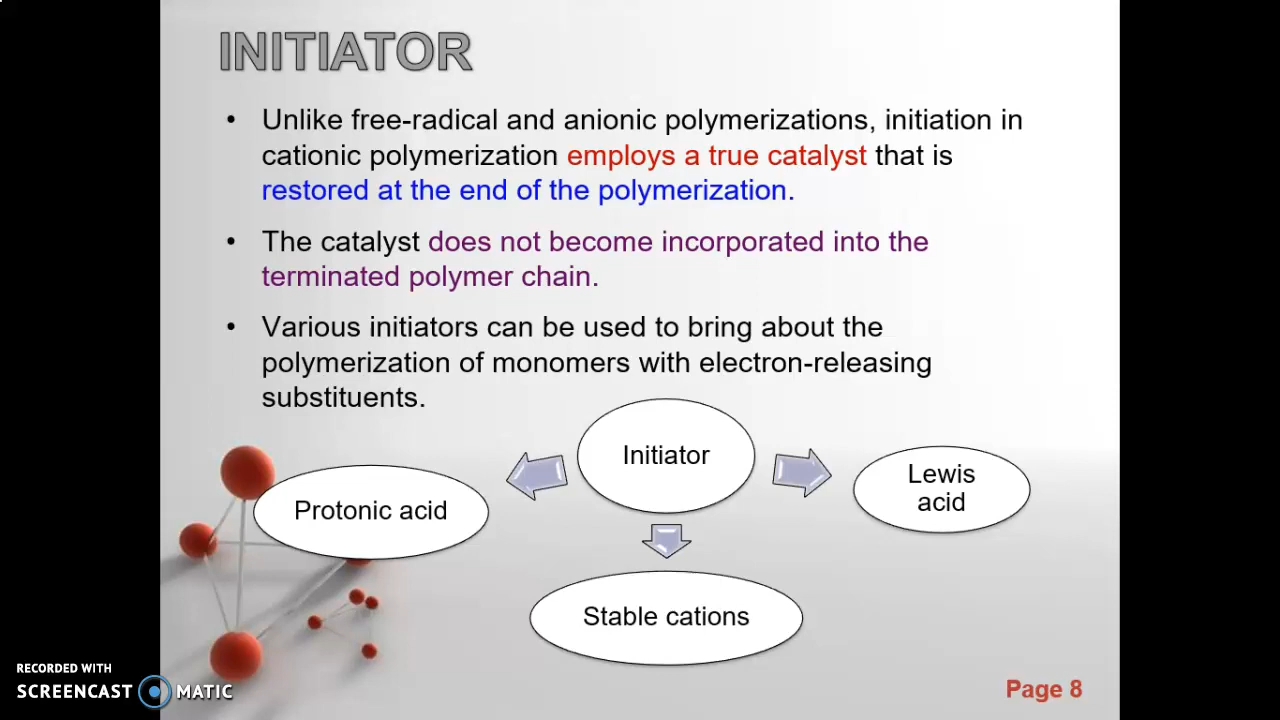 INITIATOR
• Unlike free-radical and anionic polymerizations, initiation in
cationic polymerization employs a true catalyst that is
restored at the end of the polymerization.
• The catalyst does not become incorporated into the
terminated polymer chain.
• Various initiators can be used to bring about the
polymerization of monomers with electron-releasing
substituents.
Initiator
Protonic acid
Lewis
acid
Stable cations
RECORDED WITH
SCREENCAST MATIC
Page 8